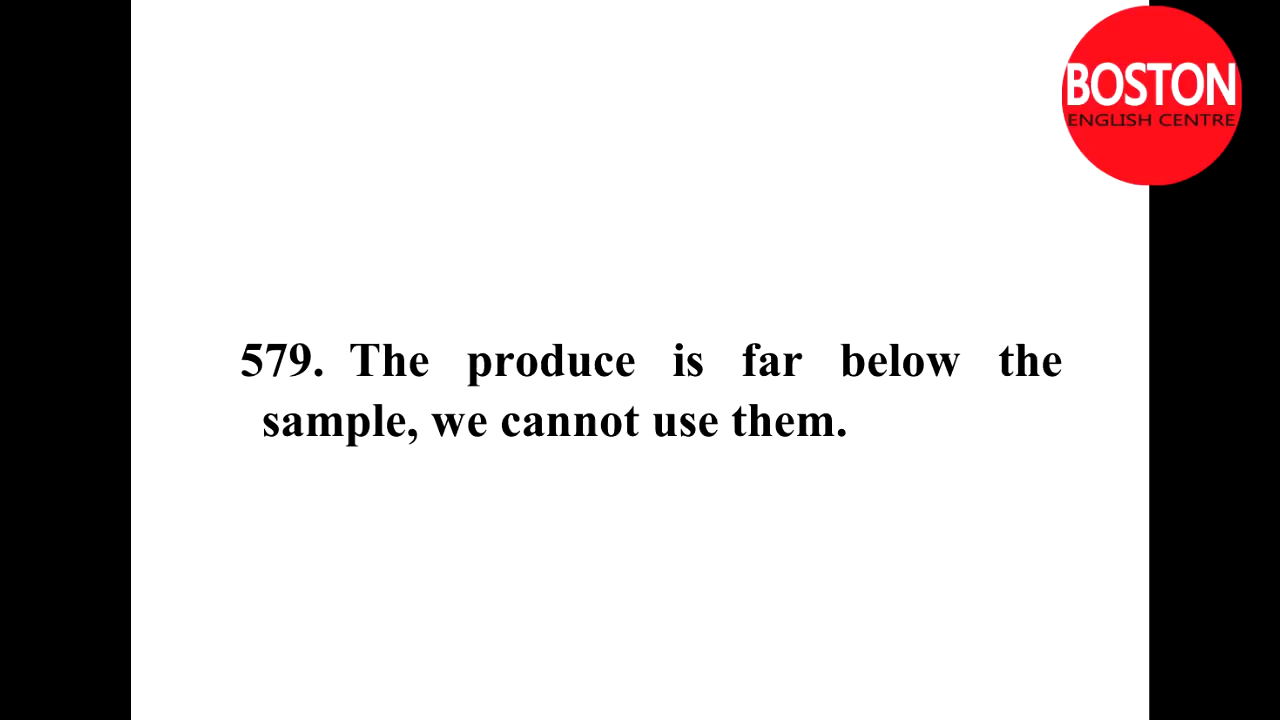 BOSTON
ENGLISH CENTRE
579. The produce is far below the
sample, we cannot use them.